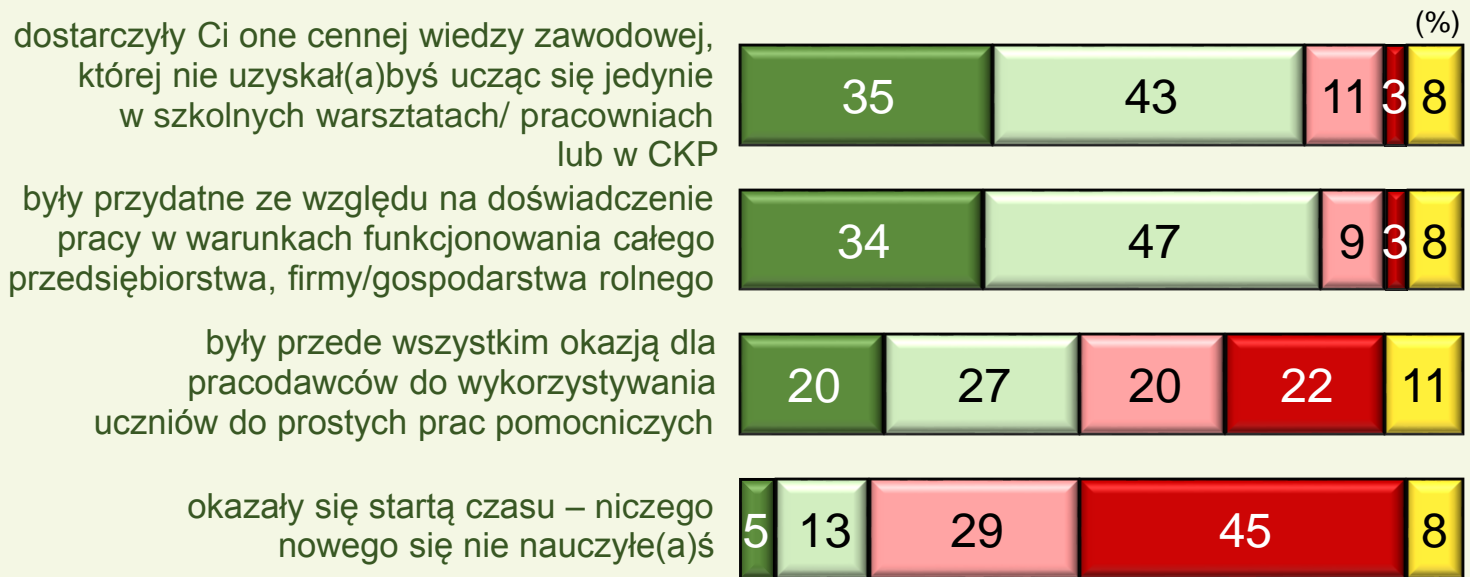 (%)
dostarczyły Ci one cennej wiedzy zawodowej,
której nie uzyskał(a)byś ucząc się jedynie
w szkolnych warsztatach/ pracowniach
lub w CKP
35 43 11 3 8
były przydatne ze względu na doświadczenie
pracy w warunkach funkcjonowania całego
przedsiębiorstwa, firmy/gospodarstwa rolnego
34 47 9 3 8
były przede wszystkim okazją dla
pracodawców do wykorzystywania
uczniów do prostych prac pomocniczych
20 27 20 22 11
okazały się startą czasu – niczego
nowego się nie nauczyłe(a)ś
5 13 29 45 8